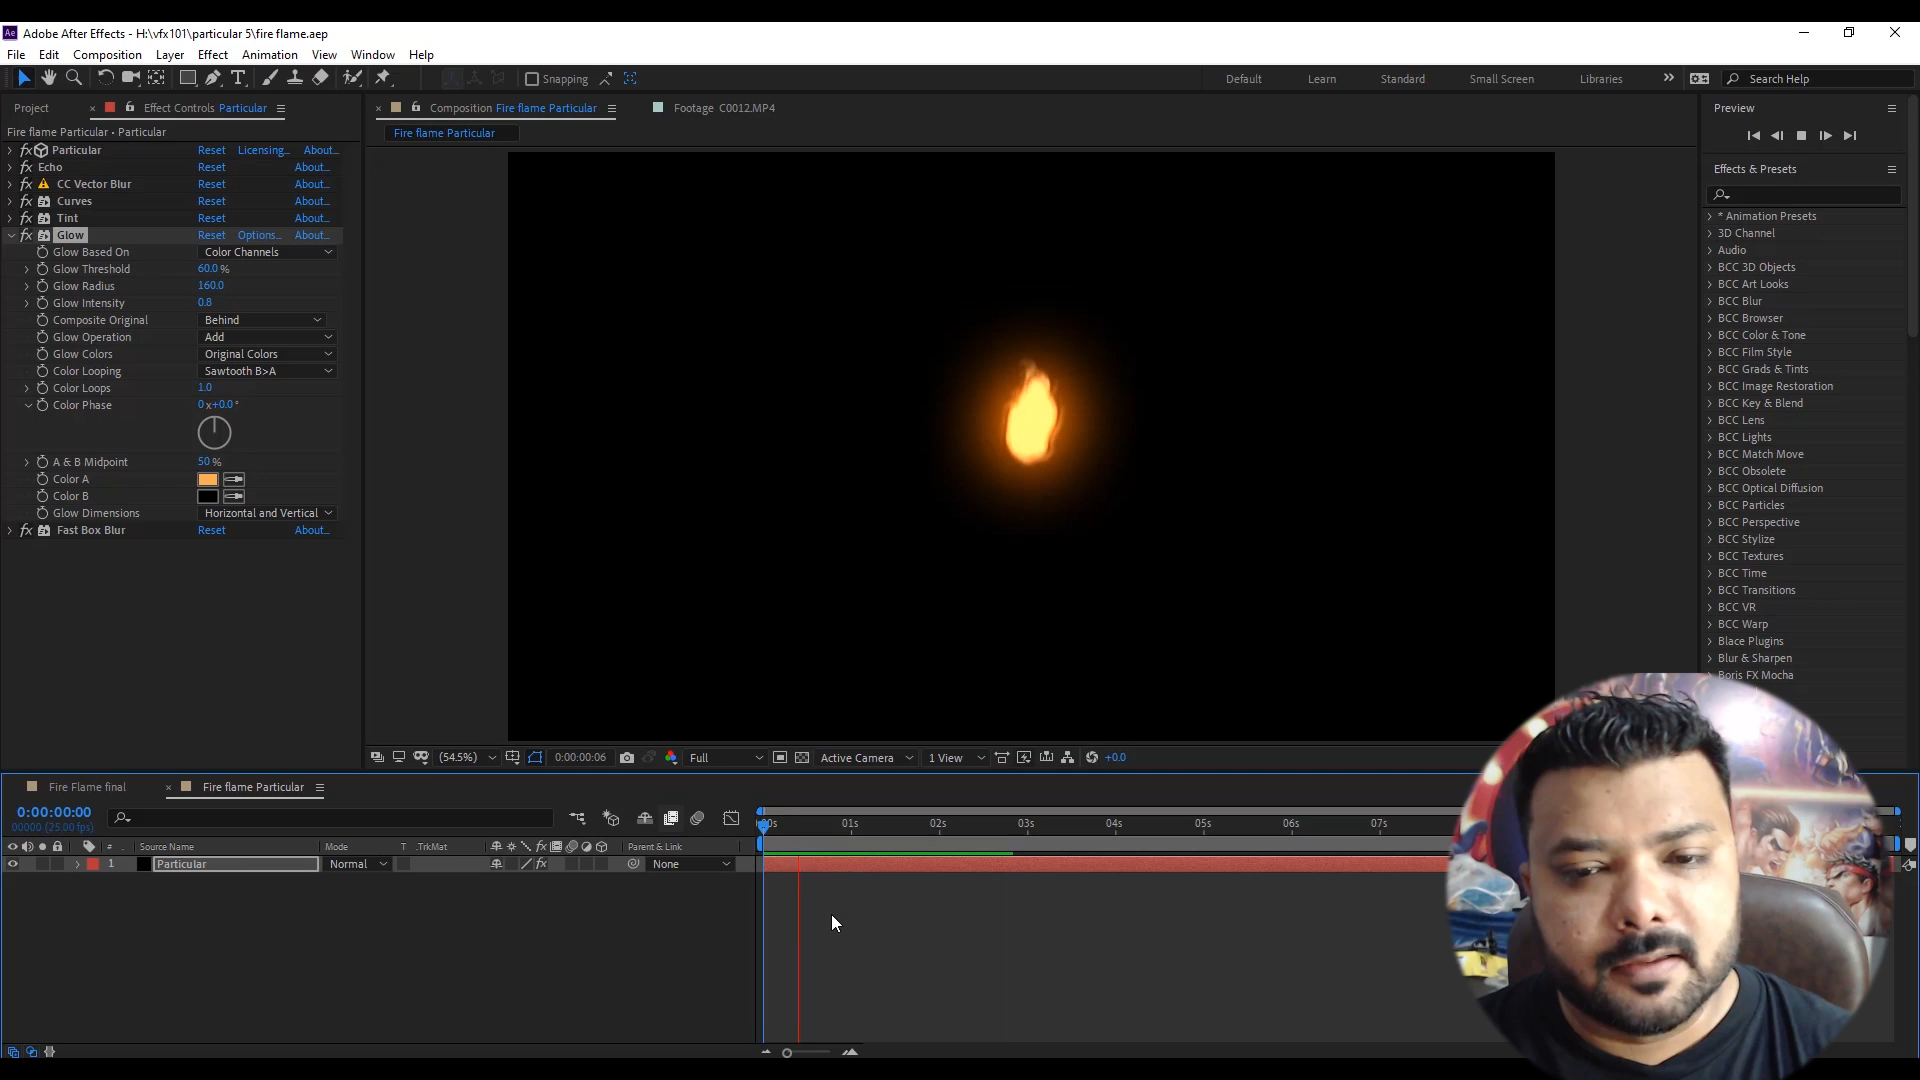 Ae Adobe After Effects - H:\vfx101\particular 5\fire flame.aep
File Edit Composition Layer Effect Animation View Window Help
Snapping Default Learn Standard Small Screen Libraries Search Help
Project Effect Controls Particular
Composition Fire flame Particular Footage C0012.MP4
Preview
Fire flame Particular • Particular
Fire flame Particular
Particular Reset Licensing... About...
Echo Reset About...
CC Vector Blur Reset About...
Curves Reset About...
Tint Reset About...
Glow Reset Options... About...
Glow Based On Color Channels
Glow Threshold 60.0 %
Glow Radius 160.0
Glow Intensity 0.8
Composite Original Behind
Glow Operation Add
Glow Colors Original Colors
Color Looping Sawtooth B>A
Color Loops 1.0
Color Phase 0 x+0.0 °
A & B Midpoint 50 %
Color A
Color B
Glow Dimensions Horizontal and Vertical
Fast Box Blur Reset About...
Effects & Presets
* Animation Presets
3D Channel
Audio
BCC 3D Objects
BCC Art Looks
BCC Blur
BCC Browser
BCC Color & Tone
BCC Film Style
BCC Grads & Tints
BCC Image Restoration
BCC Key & Blend
BCC Lens
BCC Lights
BCC Match Move
BCC Obsolete
BCC Optical Diffusion
BCC Particles
BCC Perspective
BCC Stylize
BCC Textures
BCC Time
BCC Transitions
BCC VR
BCC Warp
Blace Plugins
Blur & Sharpen
Boris FX Mocha
(54.5%) 0:00:00:06 Full Active Camera 1 View +0.0
Fire Flame final Fire flame Particular
0:00:00:00
00000 (25.00 fps)
01s 02s 03s 04s 05s 06s 07s
# Source Name Mode T .TrkMat Parent & Link
1 Particular Normal None